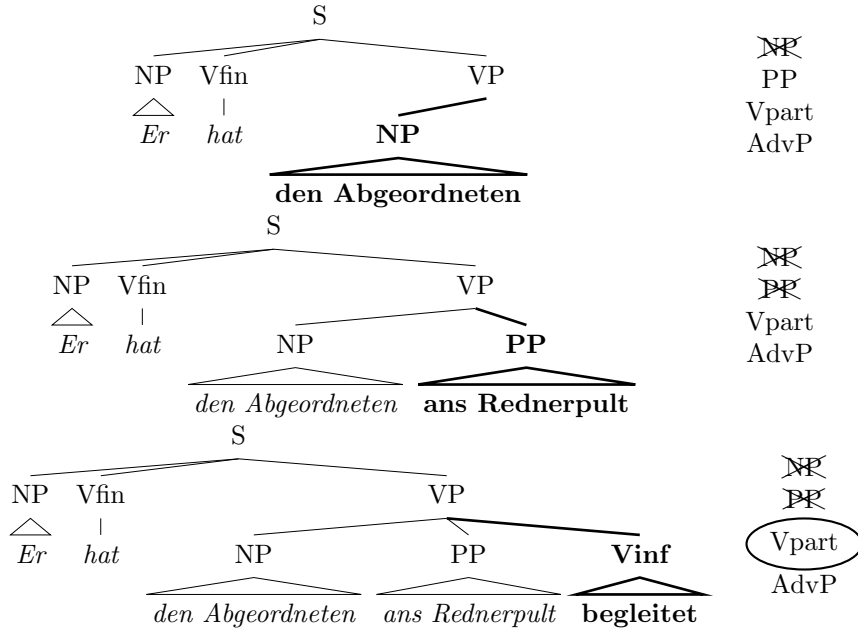 S
NP Vfin VP NP
PP
Er hat NP Vpart
AdvP
den Abgeordneten
S
NP Vfin VP NP
PP
Er hat NP PP Vpart
AdvP
den Abgeordneten ans Rednerpult
S
NP Vfin VP NP
PP
Er hat NP PP Vinf Vpart
AdvP
den Abgeordneten ans Rednerpult begleitet